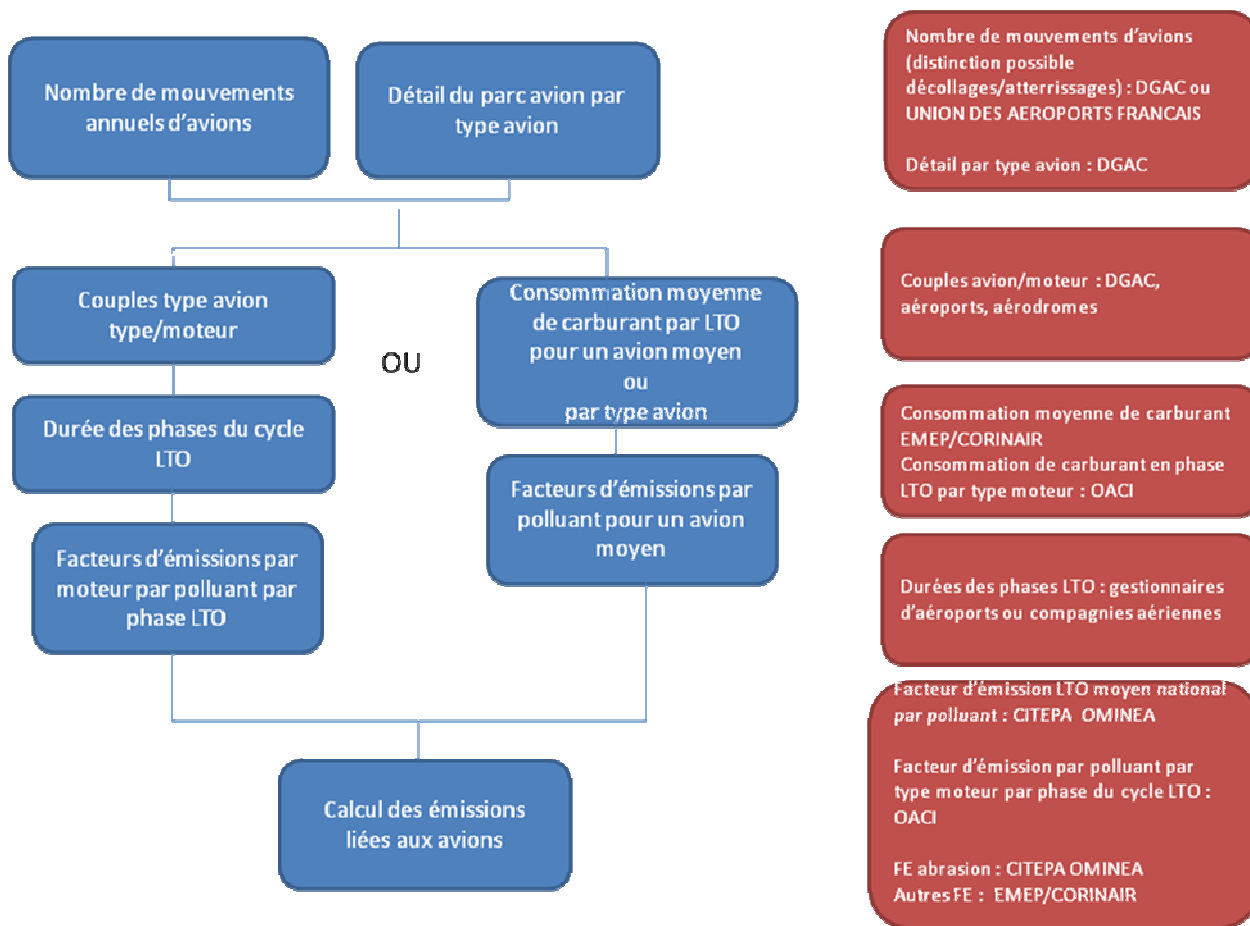 Nombre de mouvements
annuels d'avions
Détail du parc avion par
type avion
Couples type avion
type/moteur
OU
Consommation moyenne
de carburant par LTO
pour un avion moyen
ou
par type avion
Durée des phases du cycle
LTO
Facteurs d'émissions par
polluant pour un avion
moyen
Facteurs d'émissions par
moteur par polluant par
phase LTO
Calcul des émissions
liées aux avions
Nombre de mouvements d'avions
(distinction possible
décollages/atterrissages) : DGAC ou
UNION DES AEROPORTS FRANCAIS
Détail par type avion : DGAC
Couples avion/moteur : DGAC,
aéroports, aérodromes
Consommation moyenne de carburant
EMEP/CORINAIR
Consommation de carburant en phase
LTO par type moteur : OACI
Durées des phases LTO : gestionnaires
d'aéroports ou compagnies aériennes
Facteur d'émission LTO moyen national
par polluant : CITEPA OMINEA
Facteur d'émission par polluant par
type moteur par phase du cycle LTO :
OACI
FE abrasion : CITEPA OMINEA
Autres FE : EMEP/CORINAIR